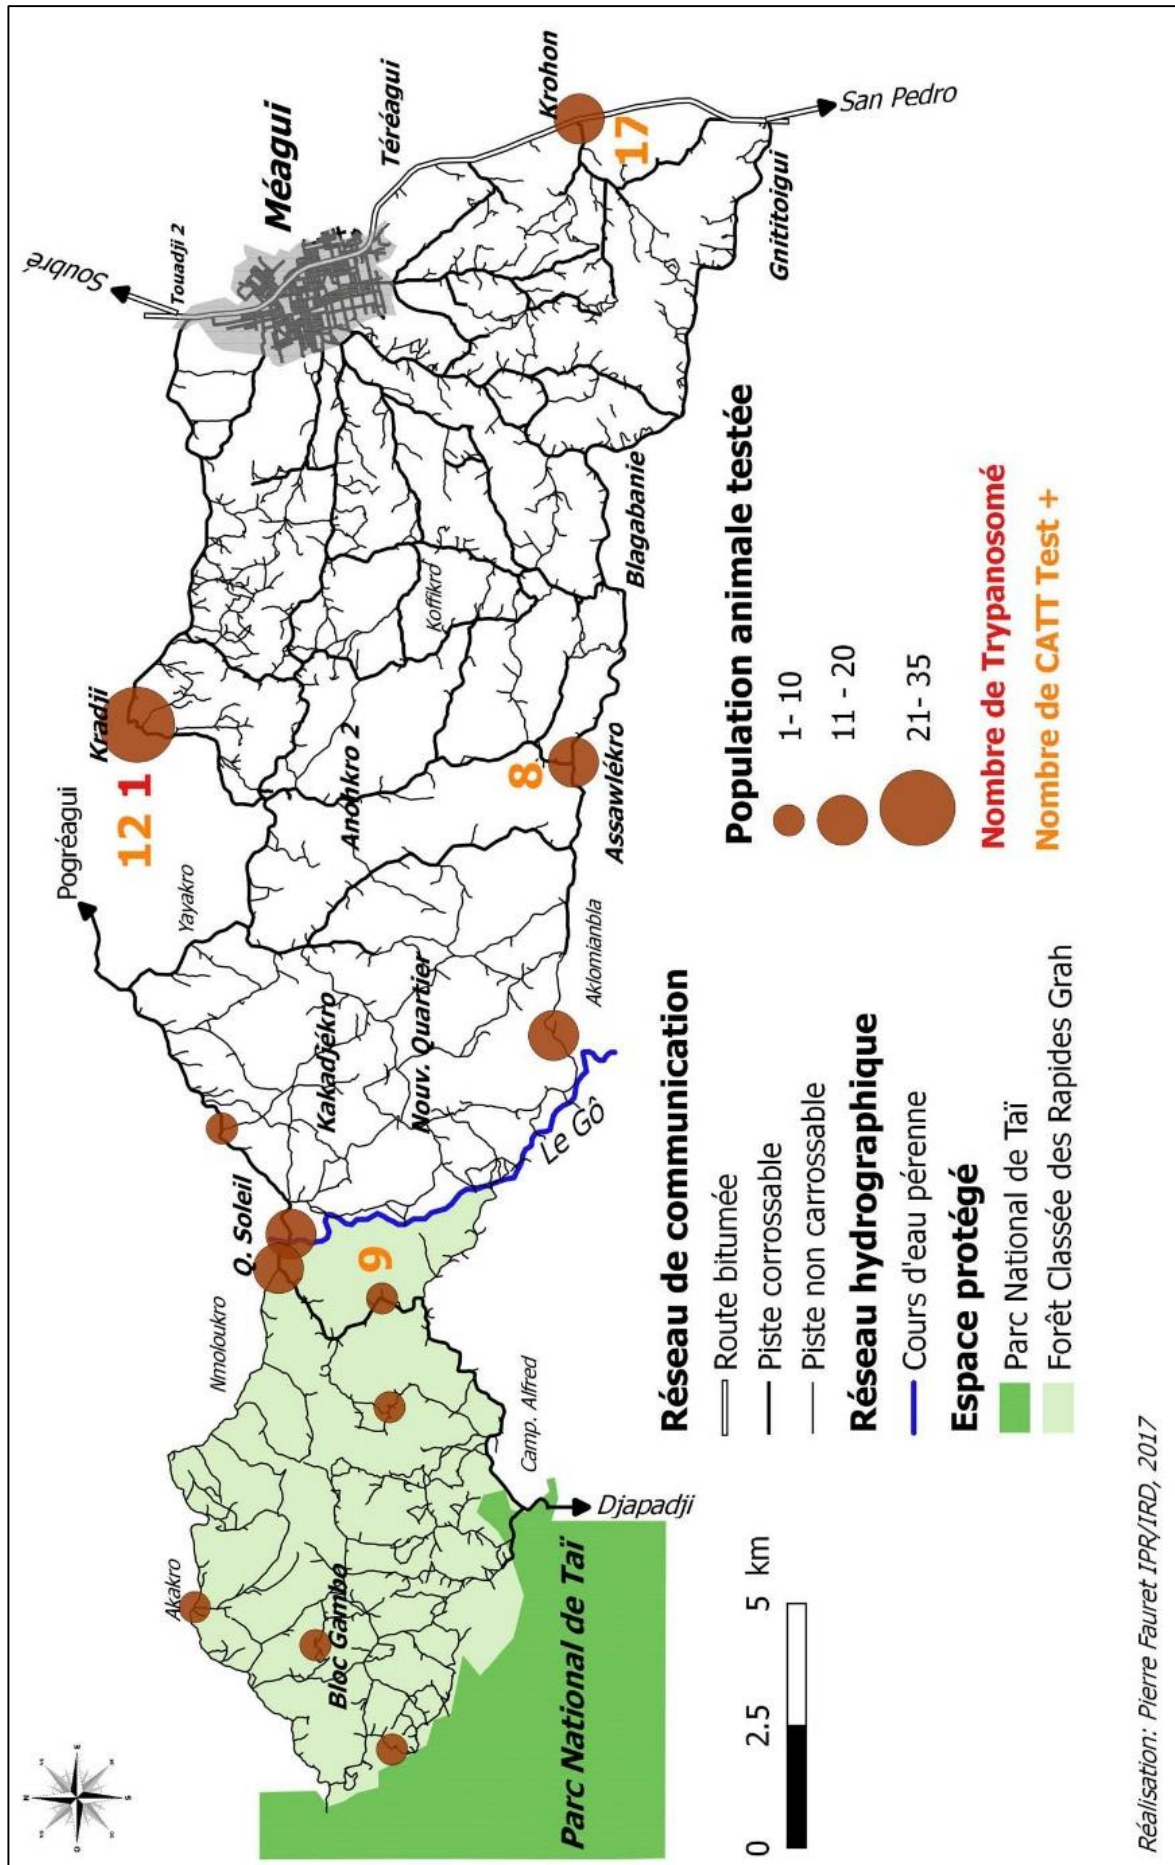 Soubré
Touadji 2
Méagui
Téréagui
Krohon
17
San Pedro
Gnititoigui
Kradji
12
1
Pogréagui
Yayakro
Anohkro 2
Koffikro
Blagabanie
8
Assawlékro
Aklomianbla
Kakadjékro
Nouv. Quartier
Le Gô
Q. Soleil
9
Nmoloukro
Camp. Alfred
Djapadji
Akakro
Bloc Gambo
Parc National de Taï
N
E
S
O
0
2.5
5
km
Réseau de communication
Route bitumée
Piste corrossable
Piste non carrossable
Réseau hydrographique
Cours d'eau pérenne
Espace protégé
Parc National de Taï
Forêt Classée des Rapides Grah
Population animale testée
1- 10
11 - 20
21- 35
Nombre de Trypanosomé
Nombre de CATT Test +
Réalisation: Pierre Fauret IPR/IRD, 2017